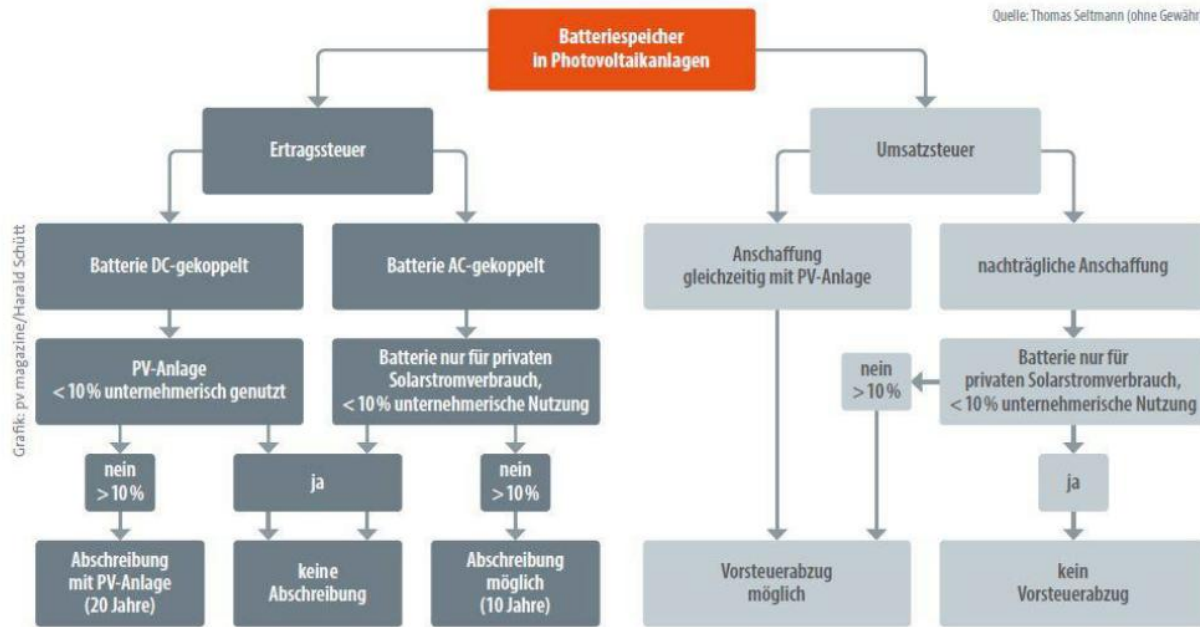 Quelle: Thomas Seltmann (ohne Gewähr
Batteriespeicher
in Photovoltaikanlagen
Ertragssteuer
Umsatzsteuer
Batterie DC-gekoppelt
Batterie AC-gekoppelt
Anschaffung
gleichzeitig mit PV-Anlage
nachträgliche Anschaffung
PV-Anlage
< 10 % unternehmerisch genutzt
Batterie nur für privaten
Solarstromverbrauch,
< 10 % unternehmerische Nutzung
nein
> 10 %
Batterie nur für
privaten Solarstromverbrauch,
< 10 % unternehmerische Nutzung
nein
> 10 %
ja
nein
> 10 %
ja
Abschreibung
mit PV-Anlage
(20 Jahre)
keine
Abschreibung
Abschreibung
möglich
(10 Jahre)
Vorsteuerabzug
möglich
kein
Vorsteuerabzug
Grafik: pv magazine/Harald Schütt